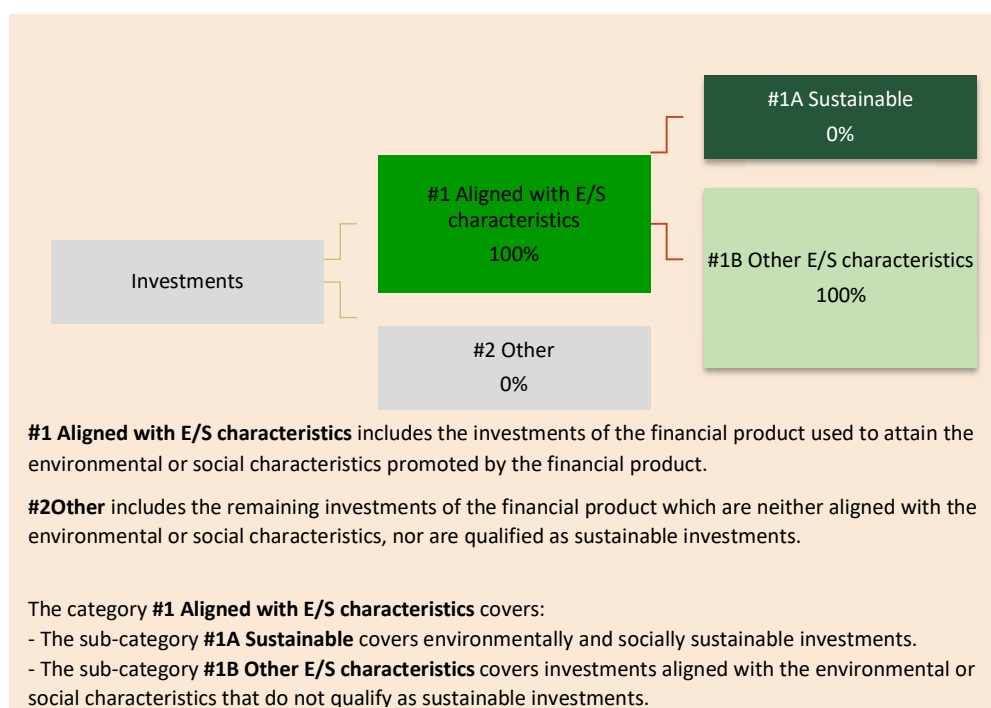 #1A Sustainable
0%
#1 Aligned with E/S
characteristics
100%
#1B Other E/S characteristics
100%
Investments
#2 Other
0%
#1 Aligned with E/S characteristics includes the investments of the financial product used to attain the
environmental or social characteristics promoted by the financial product.
#2Other includes the remaining investments of the financial product which are neither aligned with the
environmental or social characteristics, nor are qualified as sustainable investments.
The category #1 Aligned with E/S characteristics covers:
- The sub-category #1A Sustainable covers environmentally and socially sustainable investments.
- The sub-category #1B Other E/S characteristics covers investments aligned with the environmental or
social characteristics that do not qualify as sustainable investments.